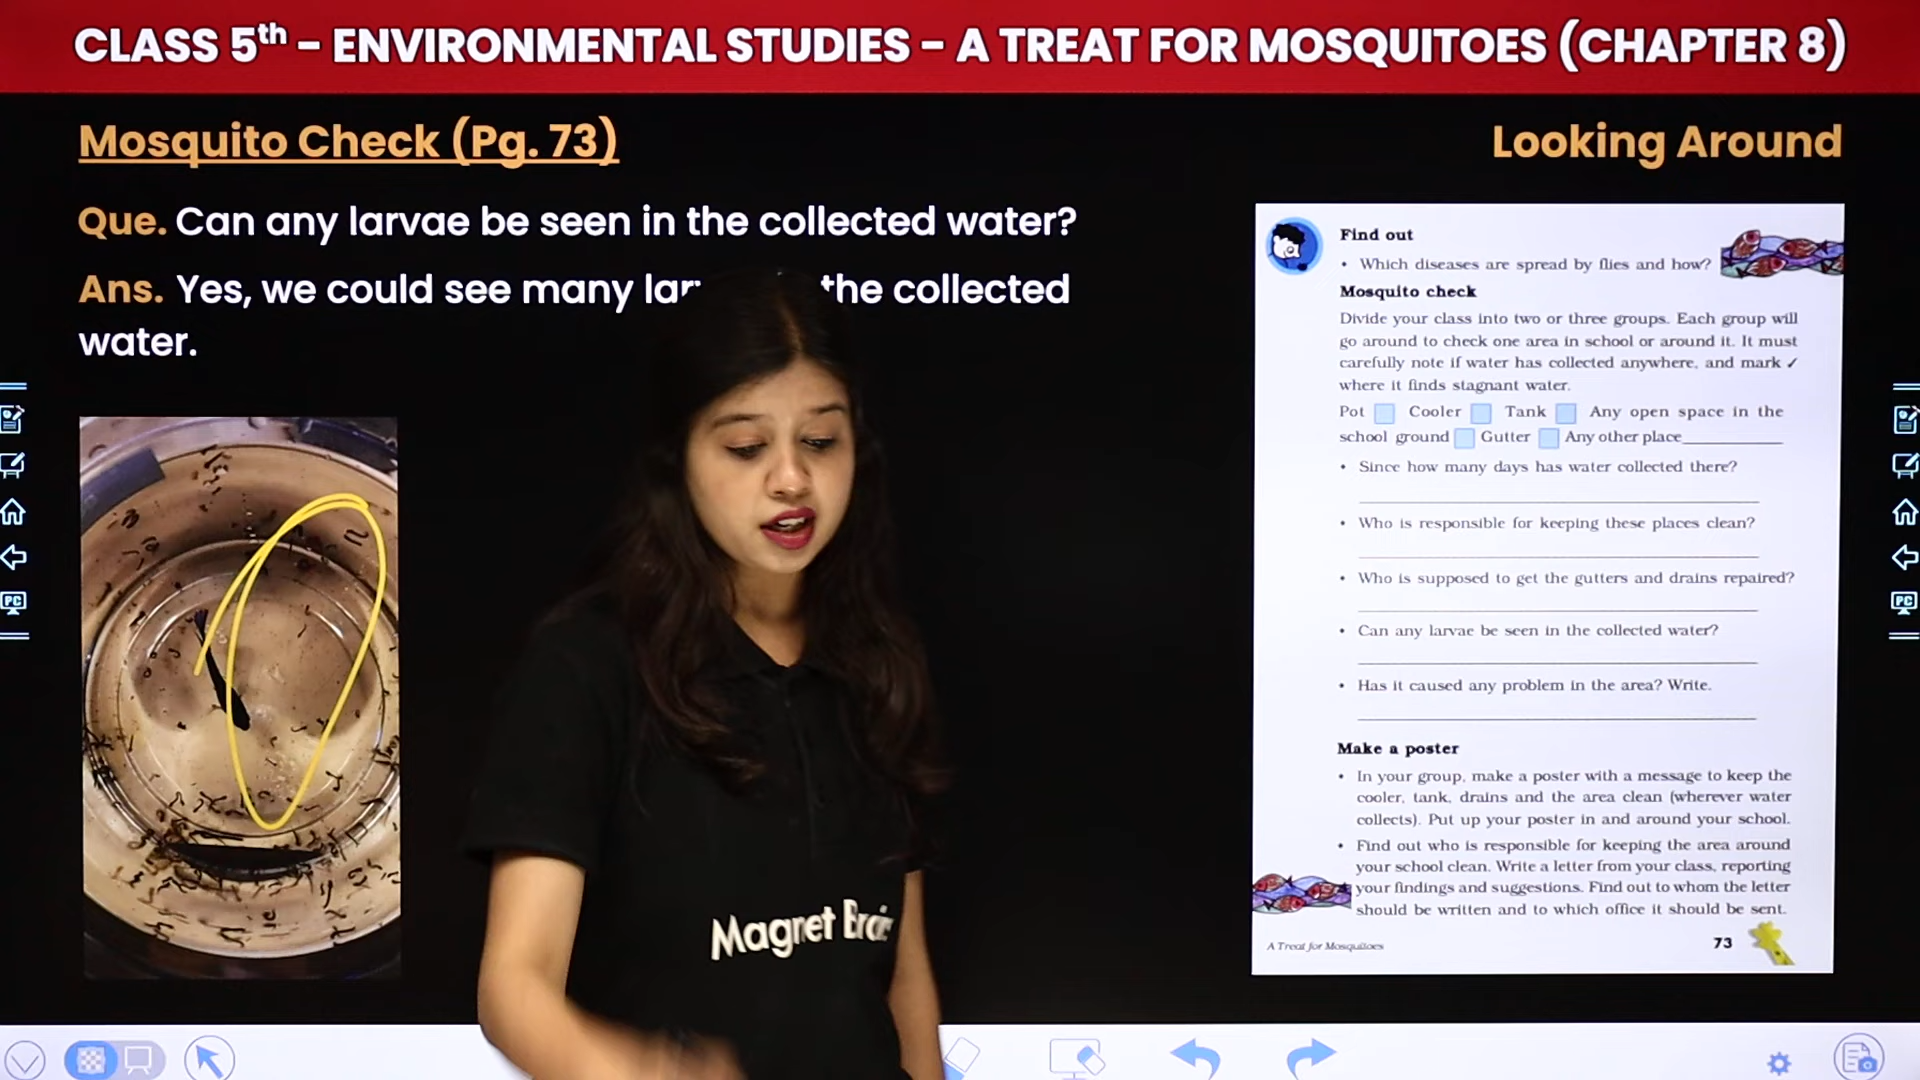 CLASS 5th – ENVIRONMENTAL STUDIES – A TREAT FOR MOSQUITOES (CHAPTER 8)
Mosquito Check (Pg. 73)
Looking Around
Que. Can any larvae be seen in the collected water?
Ans. Yes, we could see many lar the collected
water.
Find out
• Which diseases are spread by flies and how?
Mosquito check
Divide your class into two or three groups. Each group will
go around to check one area in school or around it. It must
carefully note if water has collected anywhere, and mark ✓
where it finds stagnant water.
Pot Cooler Tank Any open space in the
school ground Gutter Any other place
• Since how many days has water collected there?
• Who is responsible for keeping these places clean?
• Who is supposed to get the gutters and drains repaired?
• Can any larvae be seen in the collected water?
• Has it caused any problem in the area? Write.
Make a poster
• In your group, make a poster with a message to keep the
cooler, tank, drains and the area clean (wherever water
collects). Put up your poster in and around your school.
• Find out who is responsible for keeping the area around
your school clean. Write a letter from your class, reporting
your findings and suggestions. Find out to whom the letter
should be written and to which office it should be sent.
A Treat for Mosquitoes
73
Magnet
PC
PC